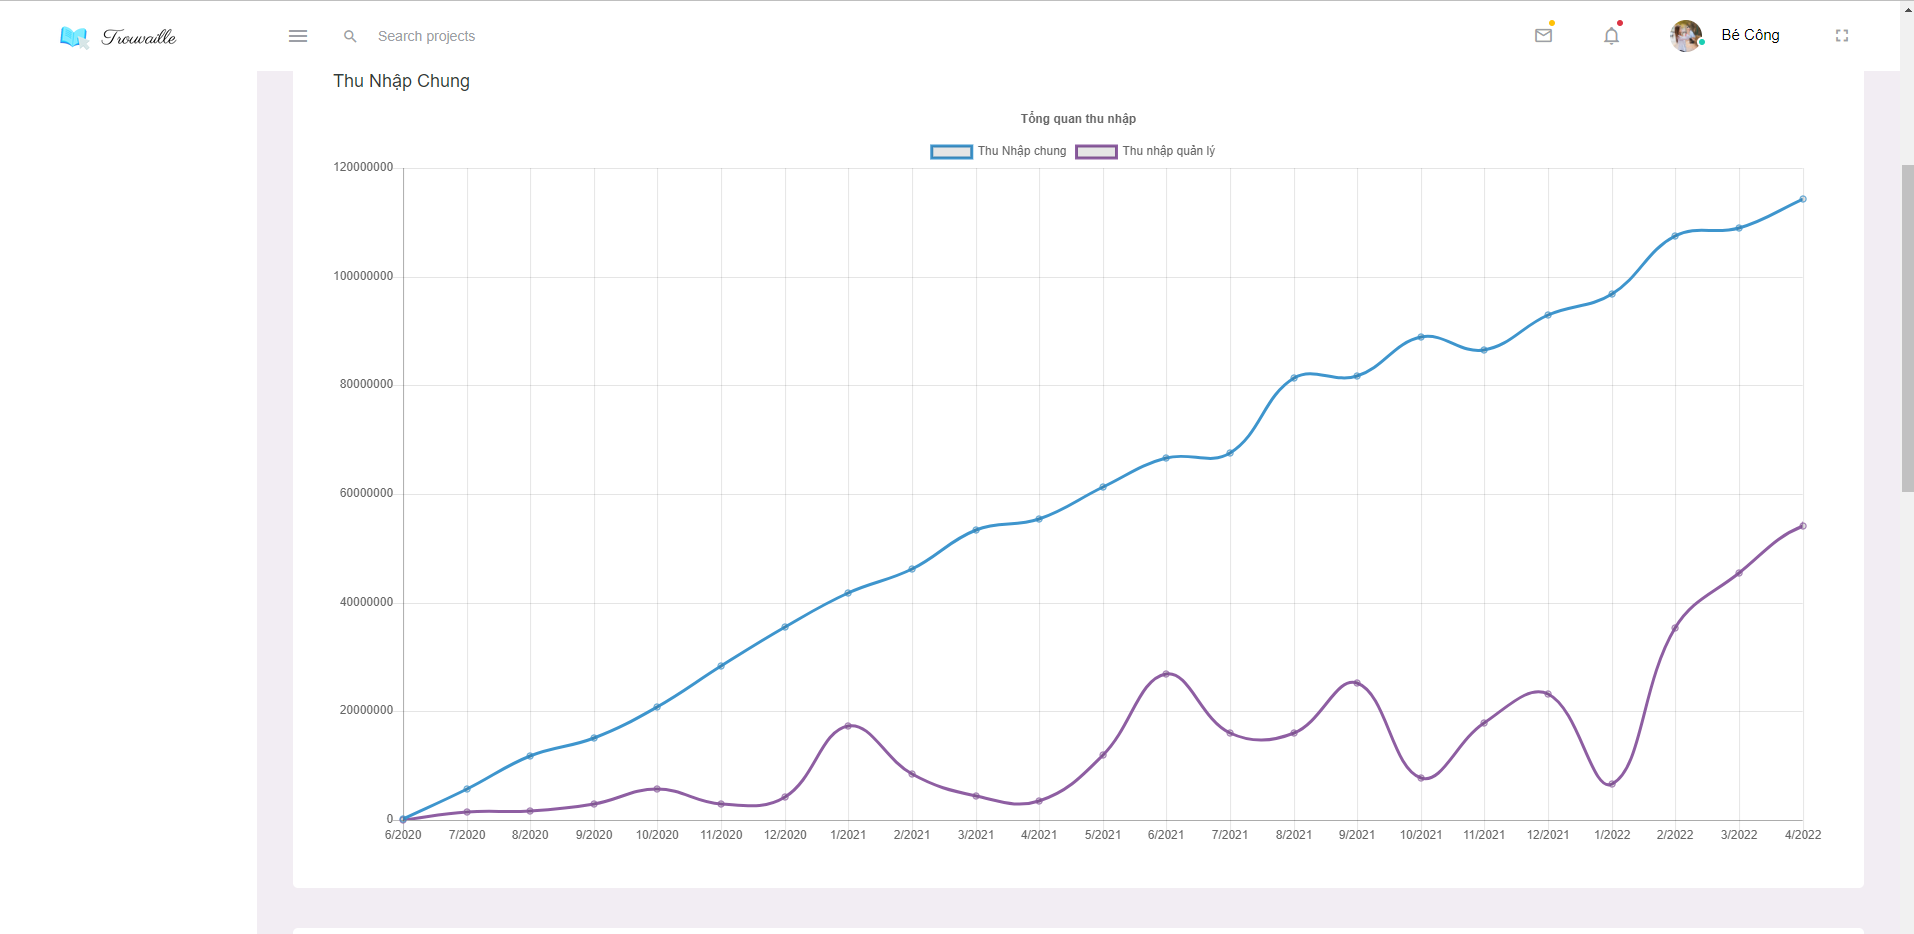 Trouvaille
Search projects
Bé Công
Thu Nhập Chung
Tổng quan thu nhập
Thu Nhập chung
Thu nhập quản lý
120000000
100000000
80000000
60000000
40000000
20000000
0
6/2020 7/2020 8/2020 9/2020 10/2020 11/2020 12/2020 1/2021 2/2021 3/2021 4/2021 5/2021 6/2021 7/2021 8/2021 9/2021 10/2021 11/2021 12/2021 1/2022 2/2022 3/2022 4/2022